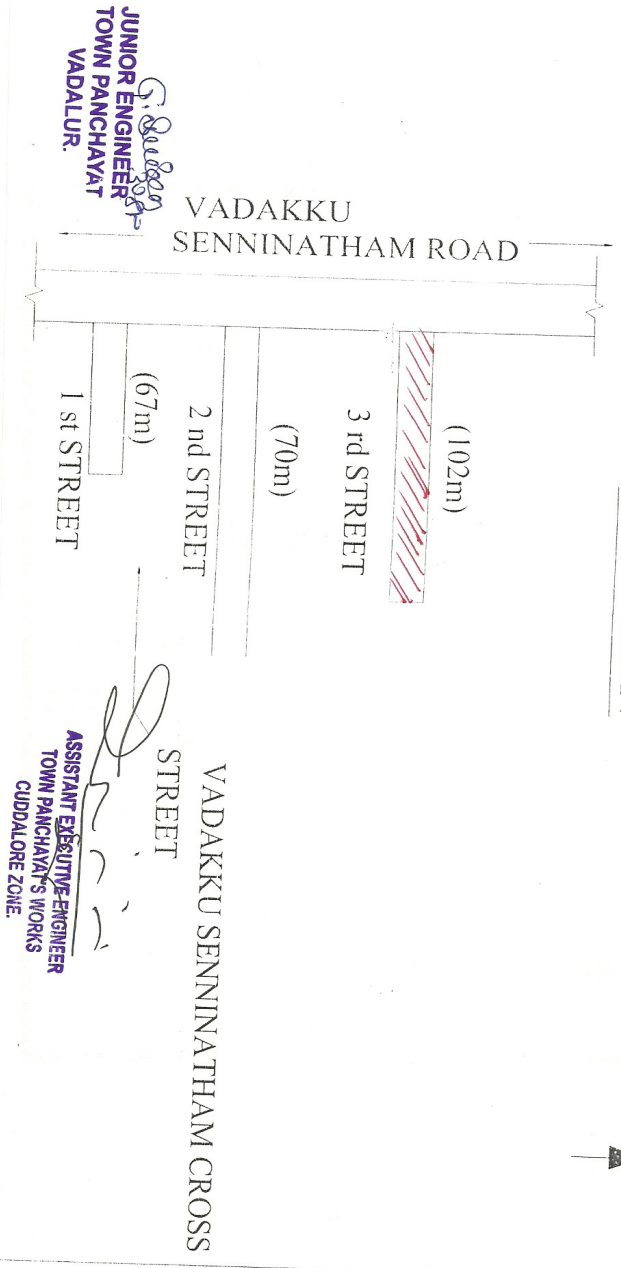 VADAKKU
SENNINATHAM ROAD
(102m)
3 rd STREET
(70m)
2 nd STREET
(67m)
1 st STREET
VADAKKU SENNINATHAM CROSS
STREET
JUNIOR ENGINEER
TOWN PANCHAYAT
VADALUR.
ASSISTANT EXECUTIVE ENGINEER
TOWN PANCHAYAT'S WORKS
CUDDALORE ZONE.